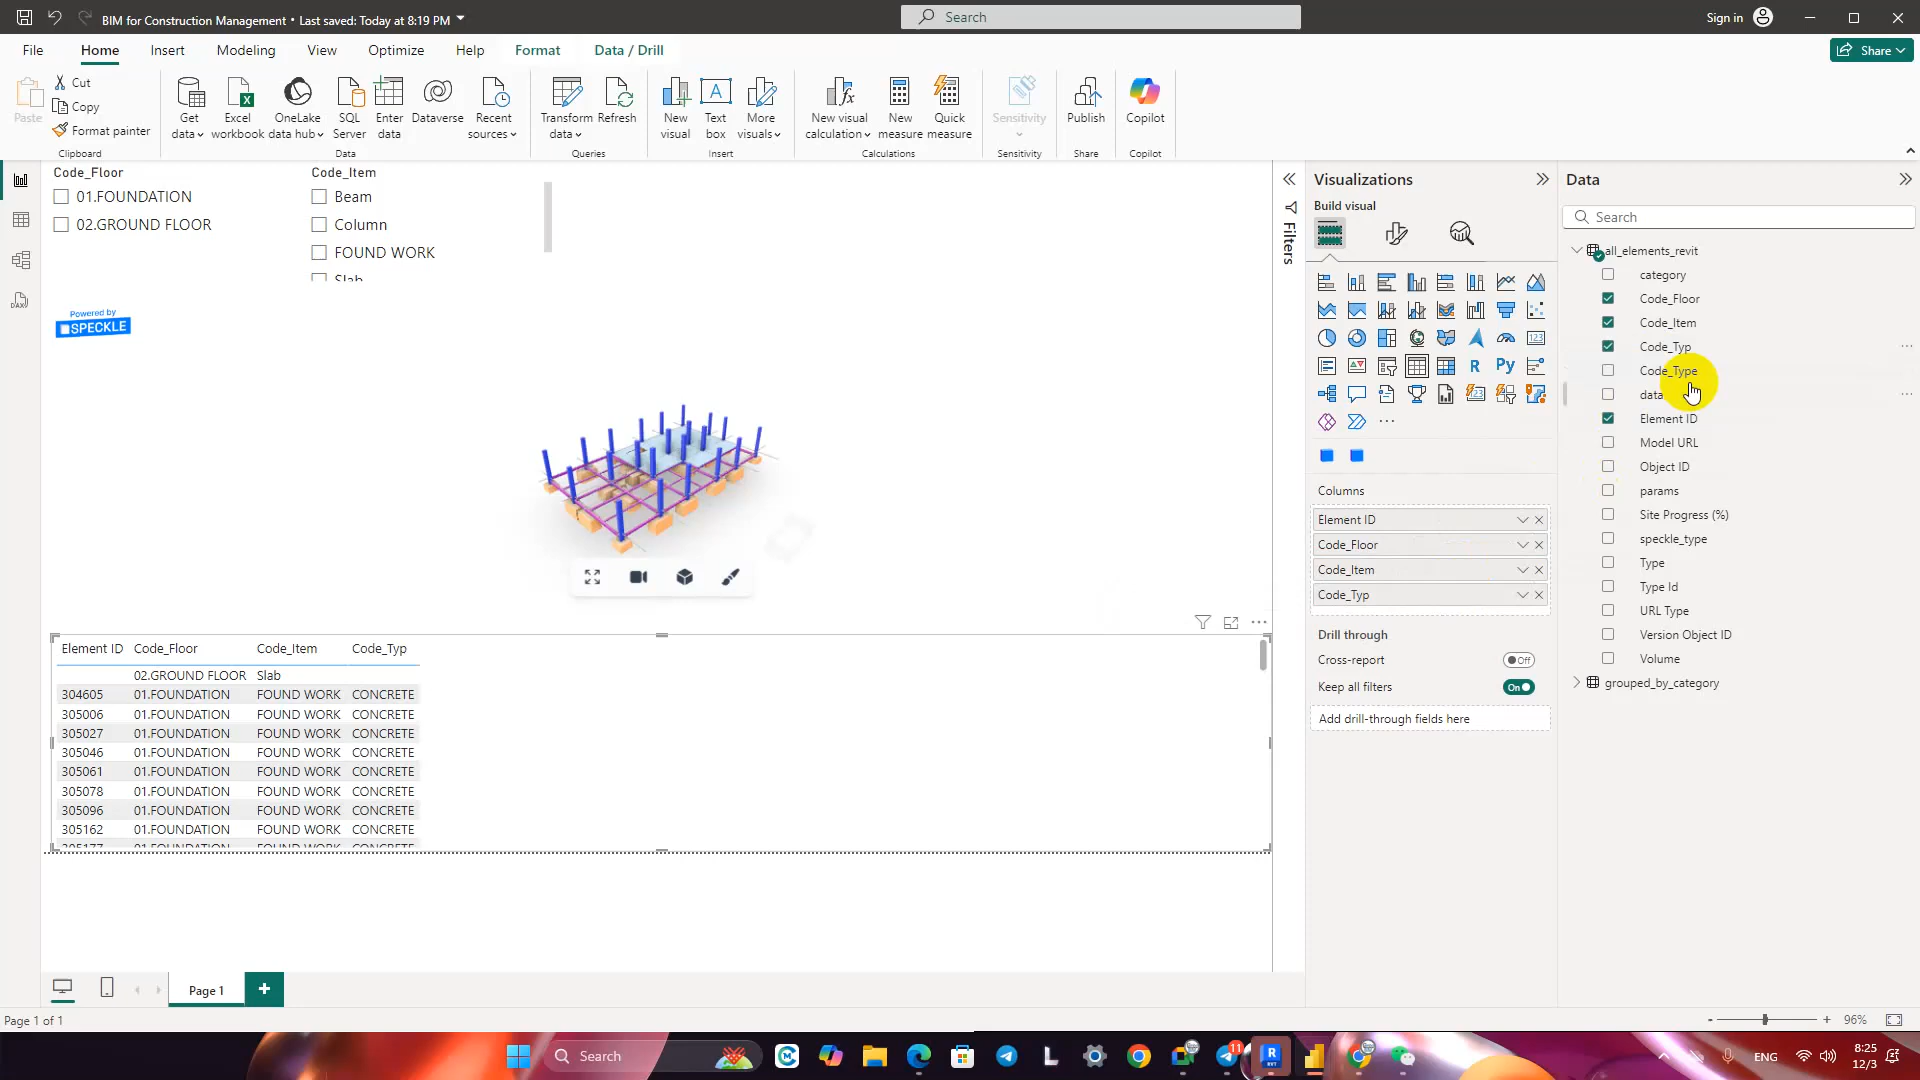 BIM for Construction Management • Last saved: Today at 8:19 PM
Search
Sign in
File
Home
Insert
Modeling
View
Optimize
Help
Format
Data / Drill
Share
Paste
Cut
Copy
Format painter
Clipboard
Get data
Excel workbook
OneLake data hub
SQL Server
Enter data
Dataverse
Recent sources
Data
Transform data
Refresh
Queries
New visual
Text box
More visuals
Insert
New visual calculation
New measure
Quick measure
Calculations
Sensitivity
Sensitivity
Publish
Share
Copilot
Copilot
Code_Floor
01.FOUNDATION
02.GROUND FLOOR
Code_Item
Beam
Column
FOUND WORK
Slab
Powered by
SPECKLE
Element ID Code_Floor Code_Item Code_Typ
02.GROUND FLOOR Slab
304605 01.FOUNDATION FOUND WORK CONCRETE
305006 01.FOUNDATION FOUND WORK CONCRETE
305027 01.FOUNDATION FOUND WORK CONCRETE
305046 01.FOUNDATION FOUND WORK CONCRETE
305061 01.FOUNDATION FOUND WORK CONCRETE
305078 01.FOUNDATION FOUND WORK CONCRETE
305096 01.FOUNDATION FOUND WORK CONCRETE
305162 01.FOUNDATION FOUND WORK CONCRETE
305177 01.FOUNDATION FOUND WORK CONCRETE
Filters
Visualizations
Build visual
Columns
Element ID
Code_Floor
Code_Item
Code_Typ
Drill through
Cross-report
Off
Keep all filters
On
Add drill-through fields here
Data
Search
all_elements_revit
category
Code_Floor
Code_Item
Code_Typ
Code_Type
data
Element ID
Model URL
Object ID
params
Site Progress (%)
speckle_type
Type
Type Id
URL Type
Version Object ID
Volume
grouped_by_category
Page 1
Page 1 of 1
96%
Search
11
ENG
8:25
12/3